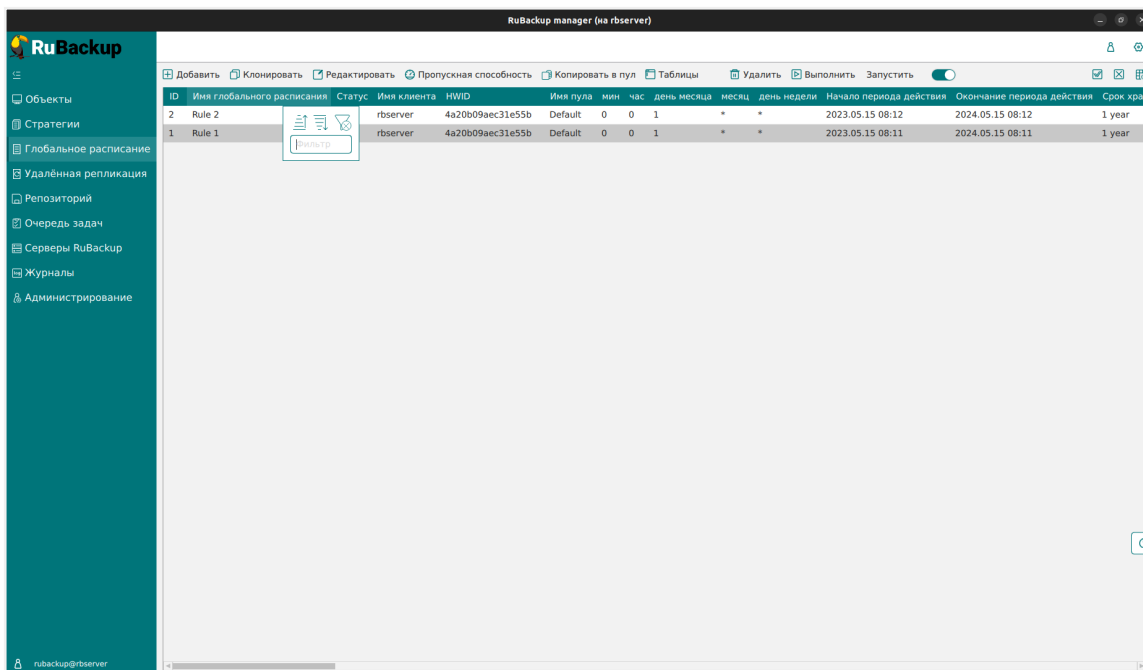 RuBackup manager (на rbserver)
RuBackup
Добавить Клонировать Редактировать Пропускная способность Копировать в пул Таблицы Удалить Выполнить Запустить
Объекты
Стратегии
Глобальное расписание
Удалённая репликация
Репозиторий
Очередь задач
Серверы RuBackup
Журналы
Администрирование
ID Имя глобального расписания Статус Имя клиента HWID Имя пула мин час день месяца месяц день недели Начало периода действия Окончание периода действия Срок хра
2 Rule 2 rbserver 4a20b09aec31e55b Default 0 0 1 * * 2023.05.15 08:12 2024.05.15 08:12 1 year
1 Rule 1 rbserver 4a20b09aec31e55b Default 0 0 1 * * 2023.05.15 08:11 2024.05.15 08:11 1 year
Фильтр
rubackup@rbserver